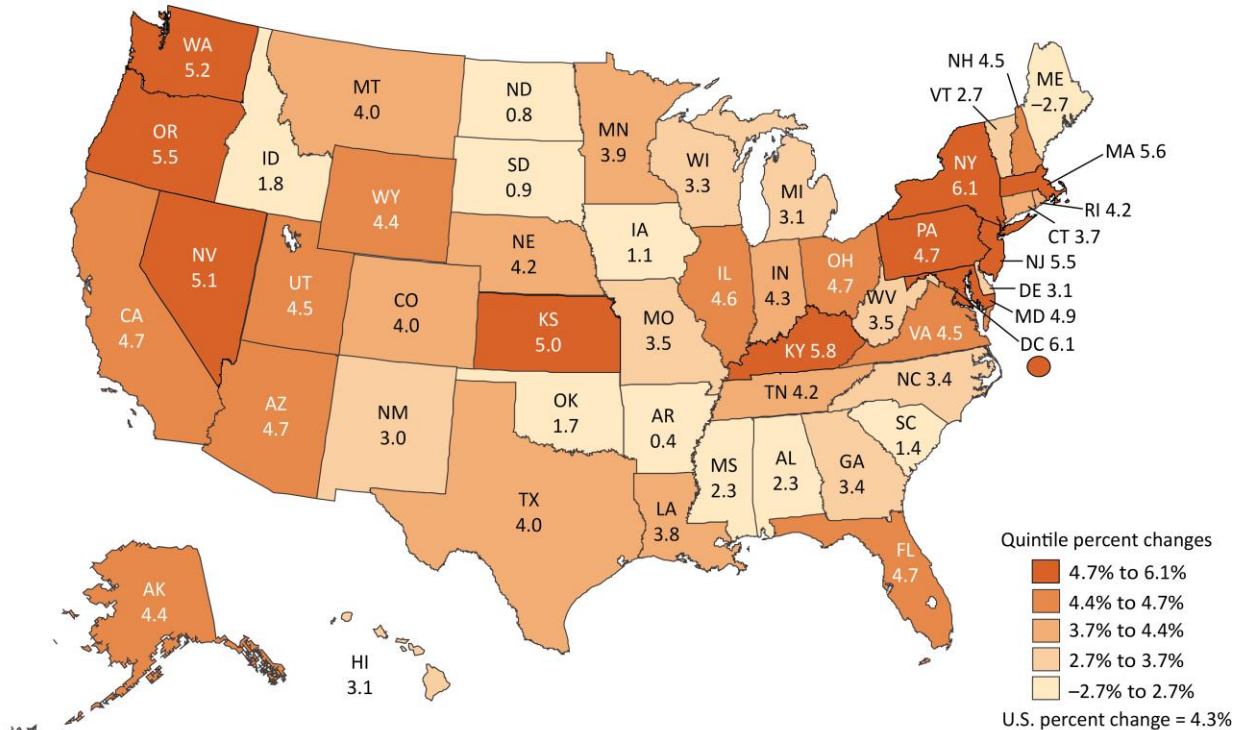 WA
5.2
OR
5.5
CA
4.7
NV
5.1
ID
1.8
MT
4.0
WY
4.4
UT
4.5
AZ
4.7
CO
4.0
NM
3.0
ND
0.8
SD
0.9
NE
4.2
KS
5.0
OK
1.7
TX
4.0
MN
3.9
IA
1.1
MO
3.5
AR
0.4
LA
3.8
WI
3.3
IL
4.6
MI
3.1
IN
4.3
OH
4.7
KY 5.8
TN 4.2
MS
2.3
AL
2.3
GA
3.4
FL
4.7
SC
1.4
NC 3.4
VA 4.5
WV
3.5
PA
4.7
NY
6.1
VT 2.7
NH 4.5
ME
−2.7
MA 5.6
RI 4.2
CT 3.7
NJ 5.5
DE 3.1
MD 4.9
DC 6.1
AK
4.4
HI
3.1
Quintile percent changes
4.7% to 6.1%
4.4% to 4.7%
3.7% to 4.4%
2.7% to 3.7%
−2.7% to 2.7%
U.S. percent change = 4.3%